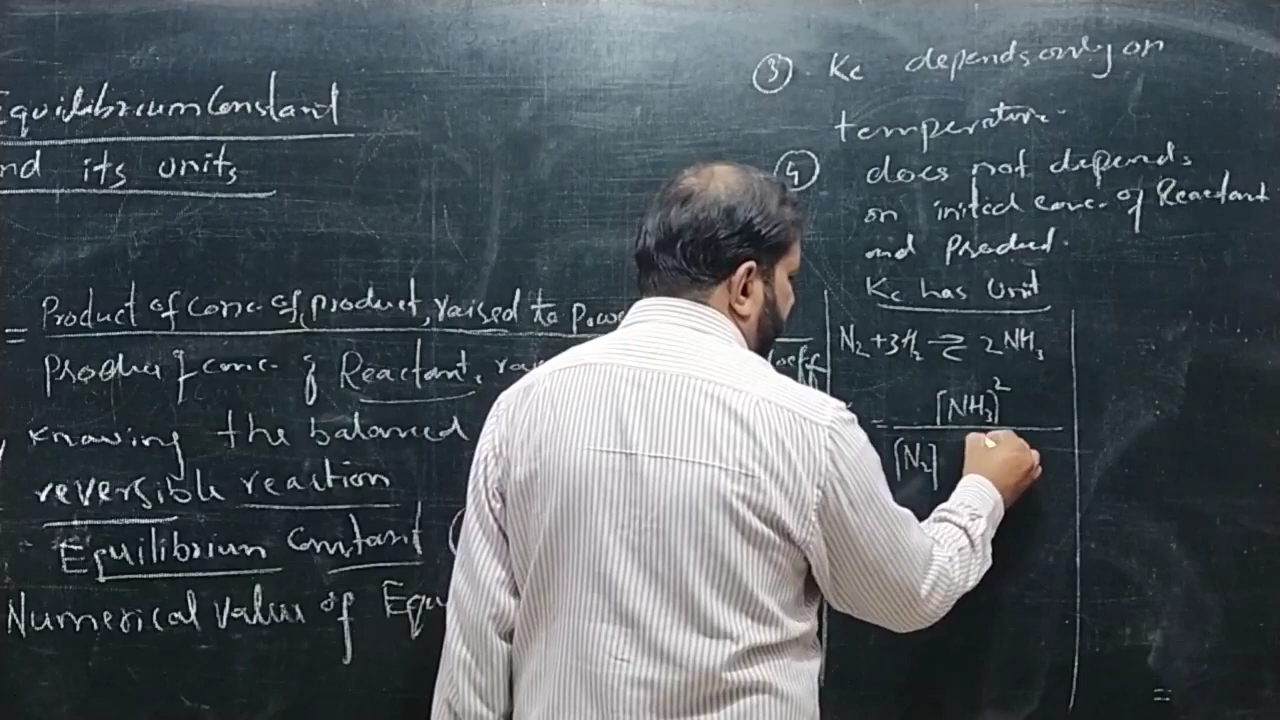 Equilibrium Constant
nd its units
= Product of conc. of product, raised to powe
Product of conc. of Reactant, rai
coeff
knowing the balanced
reversible reaction
Equilibrium constant (
Numerical value of Equ
③ Kc depends only on
temperature.
④ does not depends
on initial conc. of Reactant
and Product.
Kc has Unit
N₂ + 3H₂ ⇌ 2NH₃
= [NH₃]²
[N₂]
=